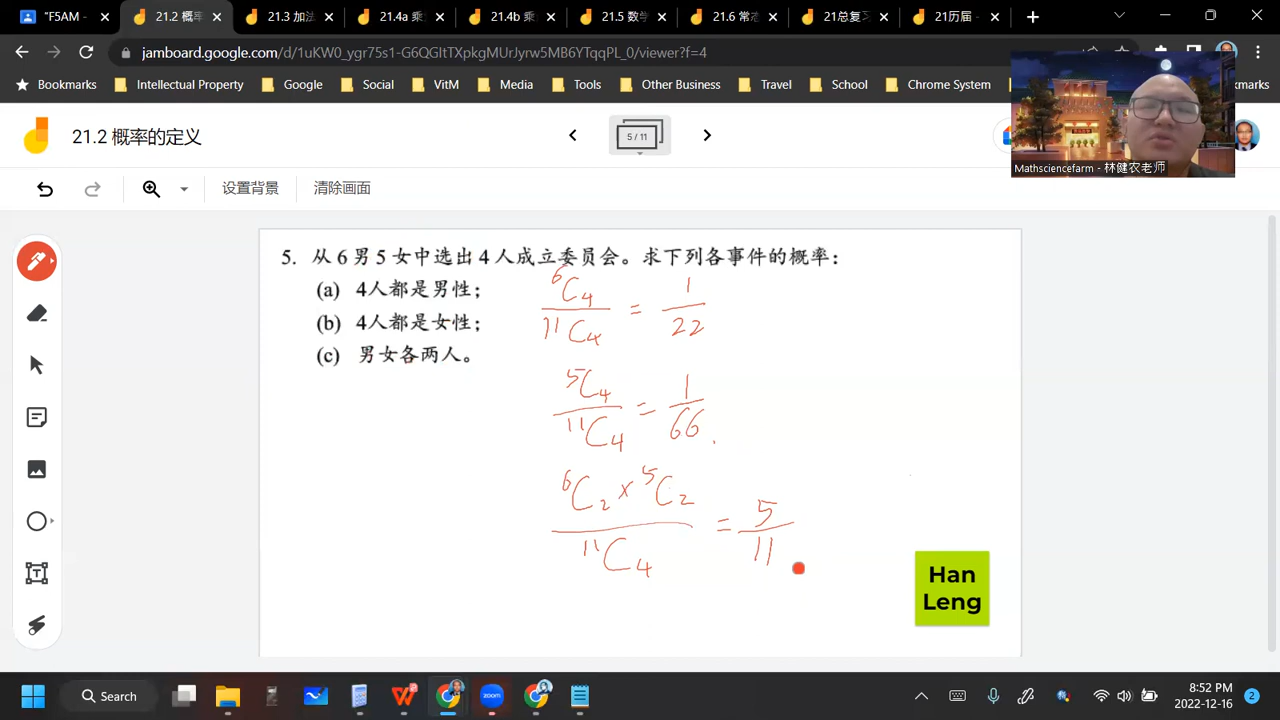 "F5AM
21.2 概率
21.3 加法
21.4a 乘
21.4b 乘
21.5 数学
常态
21总复习
21历届
jamboard.google.com/d/1uKW0_ygr75s1-G6QGltTXpkgMUrJnw5MB6YTqqPL_0/viewer?f=4
Bookmarks Intellectual Property Google Social VitM Media Tools Other Business Travel School Chrome System
21.2 概率的定义
5 / 11
设置背景 清除画面
Mathsciencefarm - 林健农老师
5. 从 6 男 5 女中选出 4 人成立委员会。求下列各事件的概率：
(a) 4人都是男性；
(b) 4人都是女性；
(c) 男女各两人。
⁶C₄ / ¹¹C₄ = 1/22
⁵C₄ / ¹¹C₄ = 1/66
⁶C₂ × ⁵C₂ / ¹¹C₄ = 5/11
Han
Leng
Search
zoom
8:52 PM
2022-12-16
2